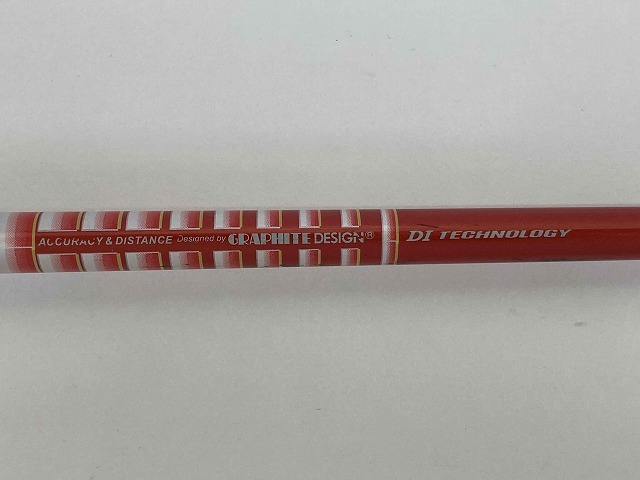 ACCURACY & DISTANCE Designed by GRAPHITE DESIGN® DI TECHNOLOGY